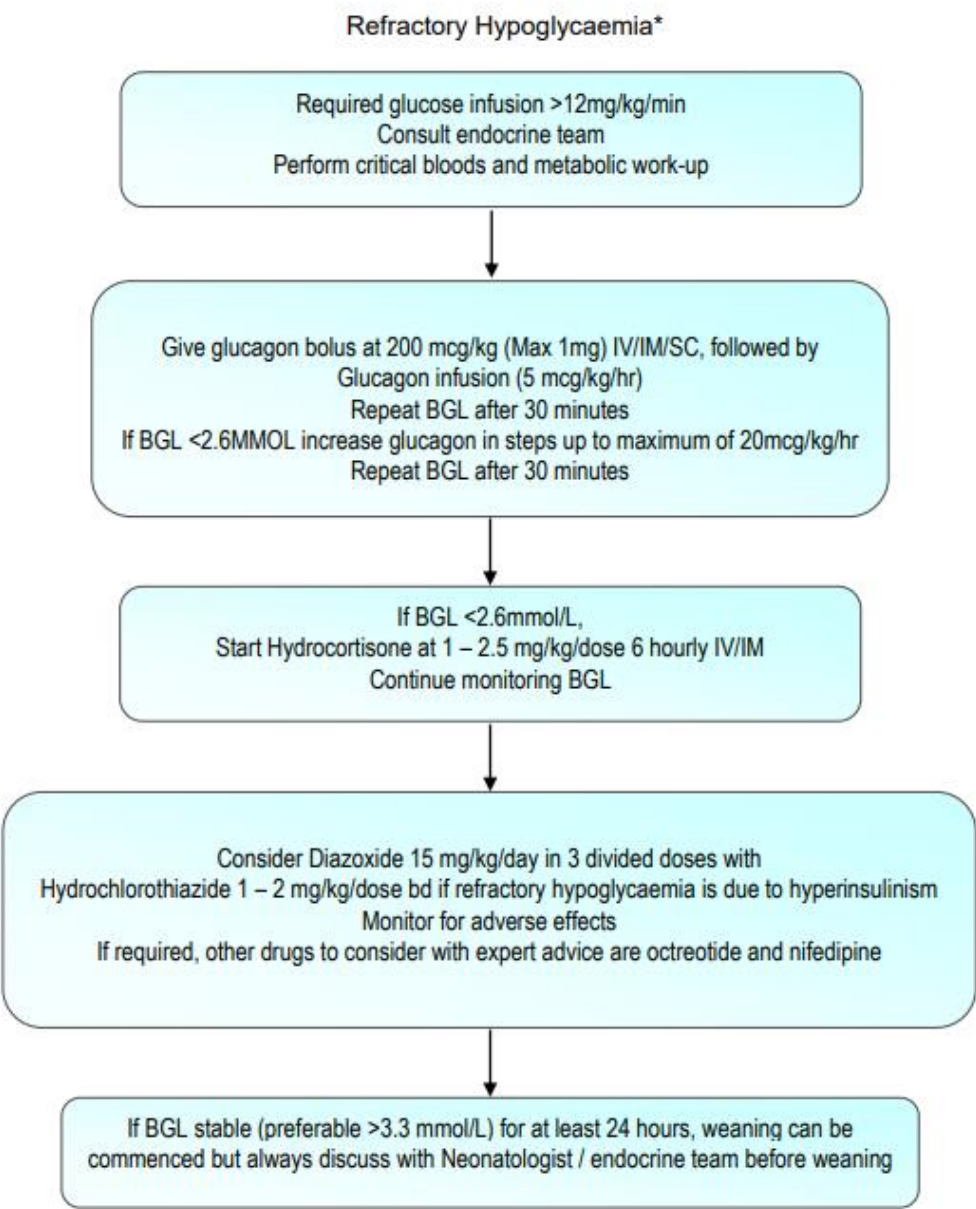 Refractory Hypoglycaemia*
Required glucose infusion >12mg/kg/min
Consult endocrine team
Perform critical bloods and metabolic work-up
Give glucagon bolus at 200 mcg/kg (Max 1mg) IV/IM/SC, followed by
Glucagon infusion (5 mcg/kg/hr)
Repeat BGL after 30 minutes
If BGL <2.6MMOL increase glucagon in steps up to maximum of 20mcg/kg/hr
Repeat BGL after 30 minutes
If BGL <2.6mmol/L,
Start Hydrocortisone at 1 – 2.5 mg/kg/dose 6 hourly IV/IM
Continue monitoring BGL
Consider Diazoxide 15 mg/kg/day in 3 divided doses with
Hydrochlorothiazide 1 – 2 mg/kg/dose bd if refractory hypoglycaemia is due to hyperinsulinism
Monitor for adverse effects
If required, other drugs to consider with expert advice are octreotide and nifedipine
If BGL stable (preferable >3.3 mmol/L) for at least 24 hours, weaning can be
commenced but always discuss with Neonatologist / endocrine team before weaning